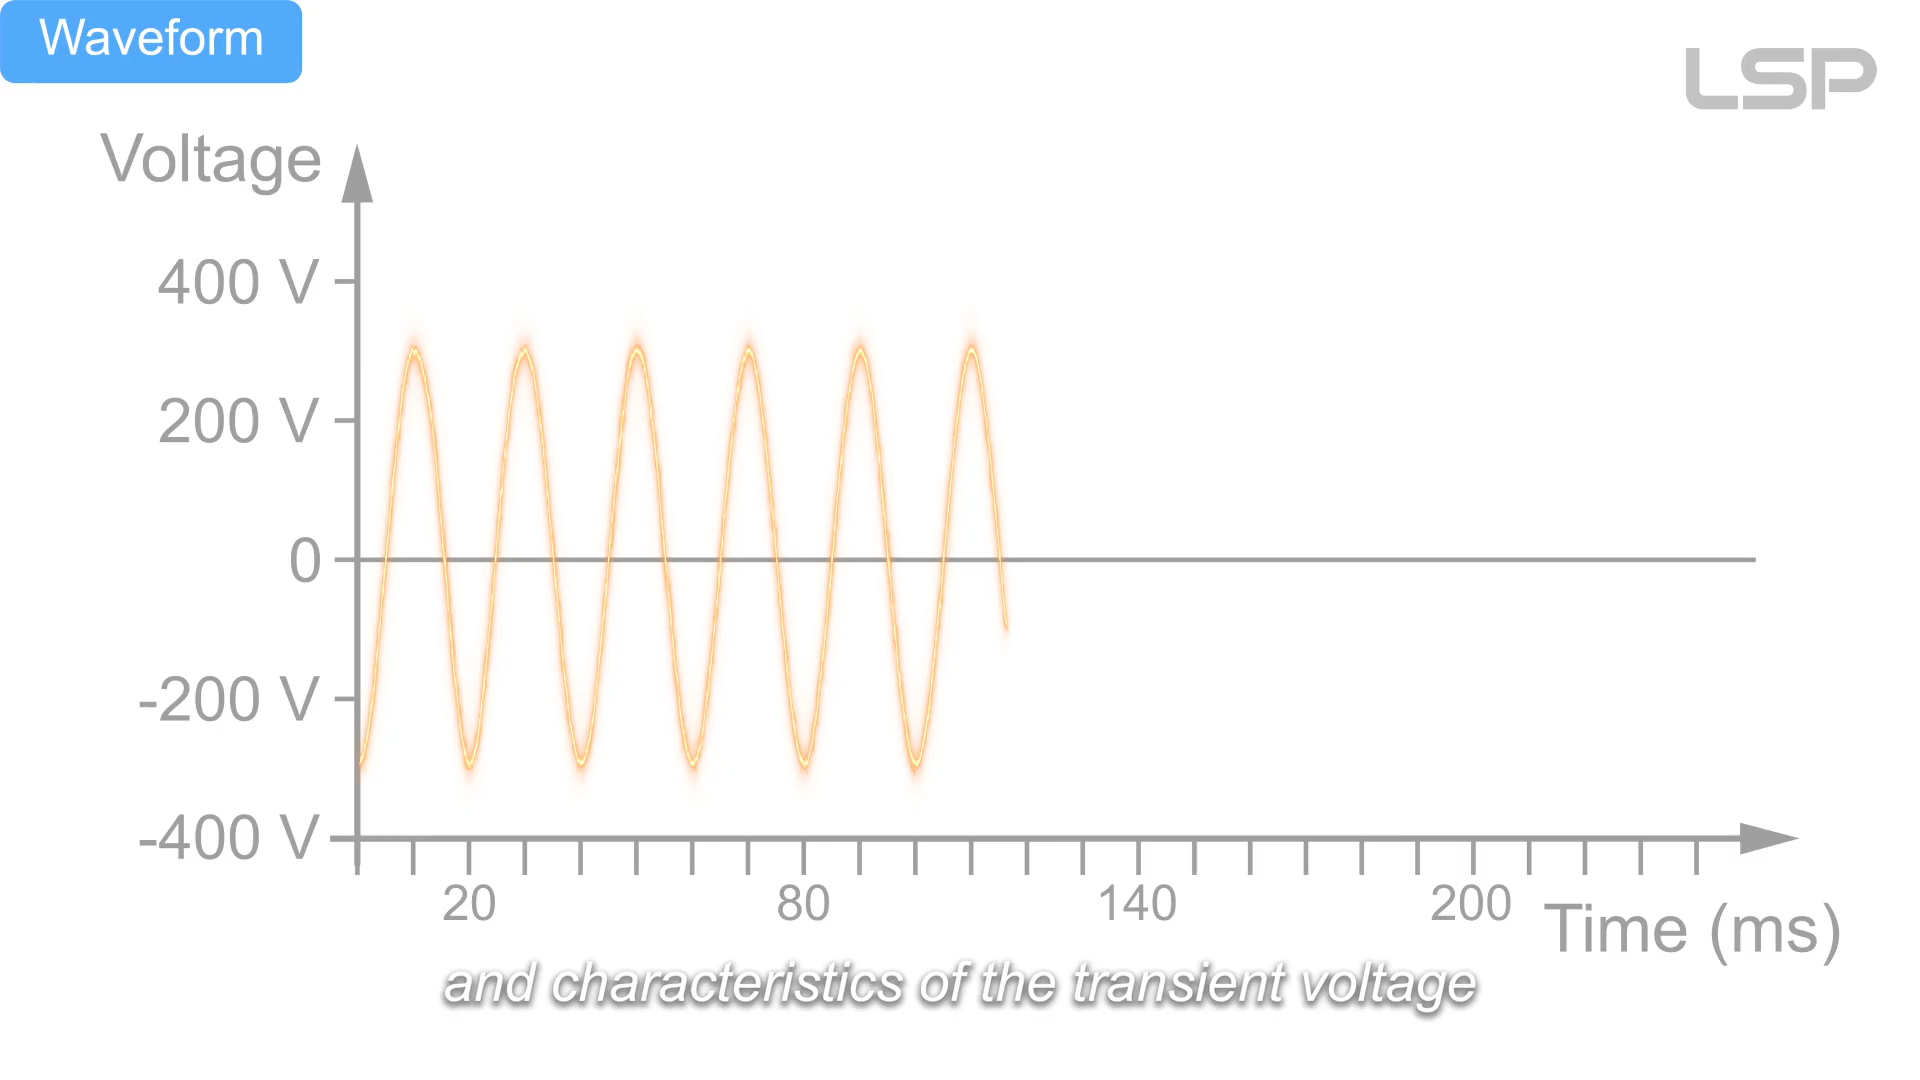 Waveform
LSP
Voltage
400 V
200 V
0
-200 V
-400 V
20 80 140 200
Time (ms)
and characteristics of the transient voltage